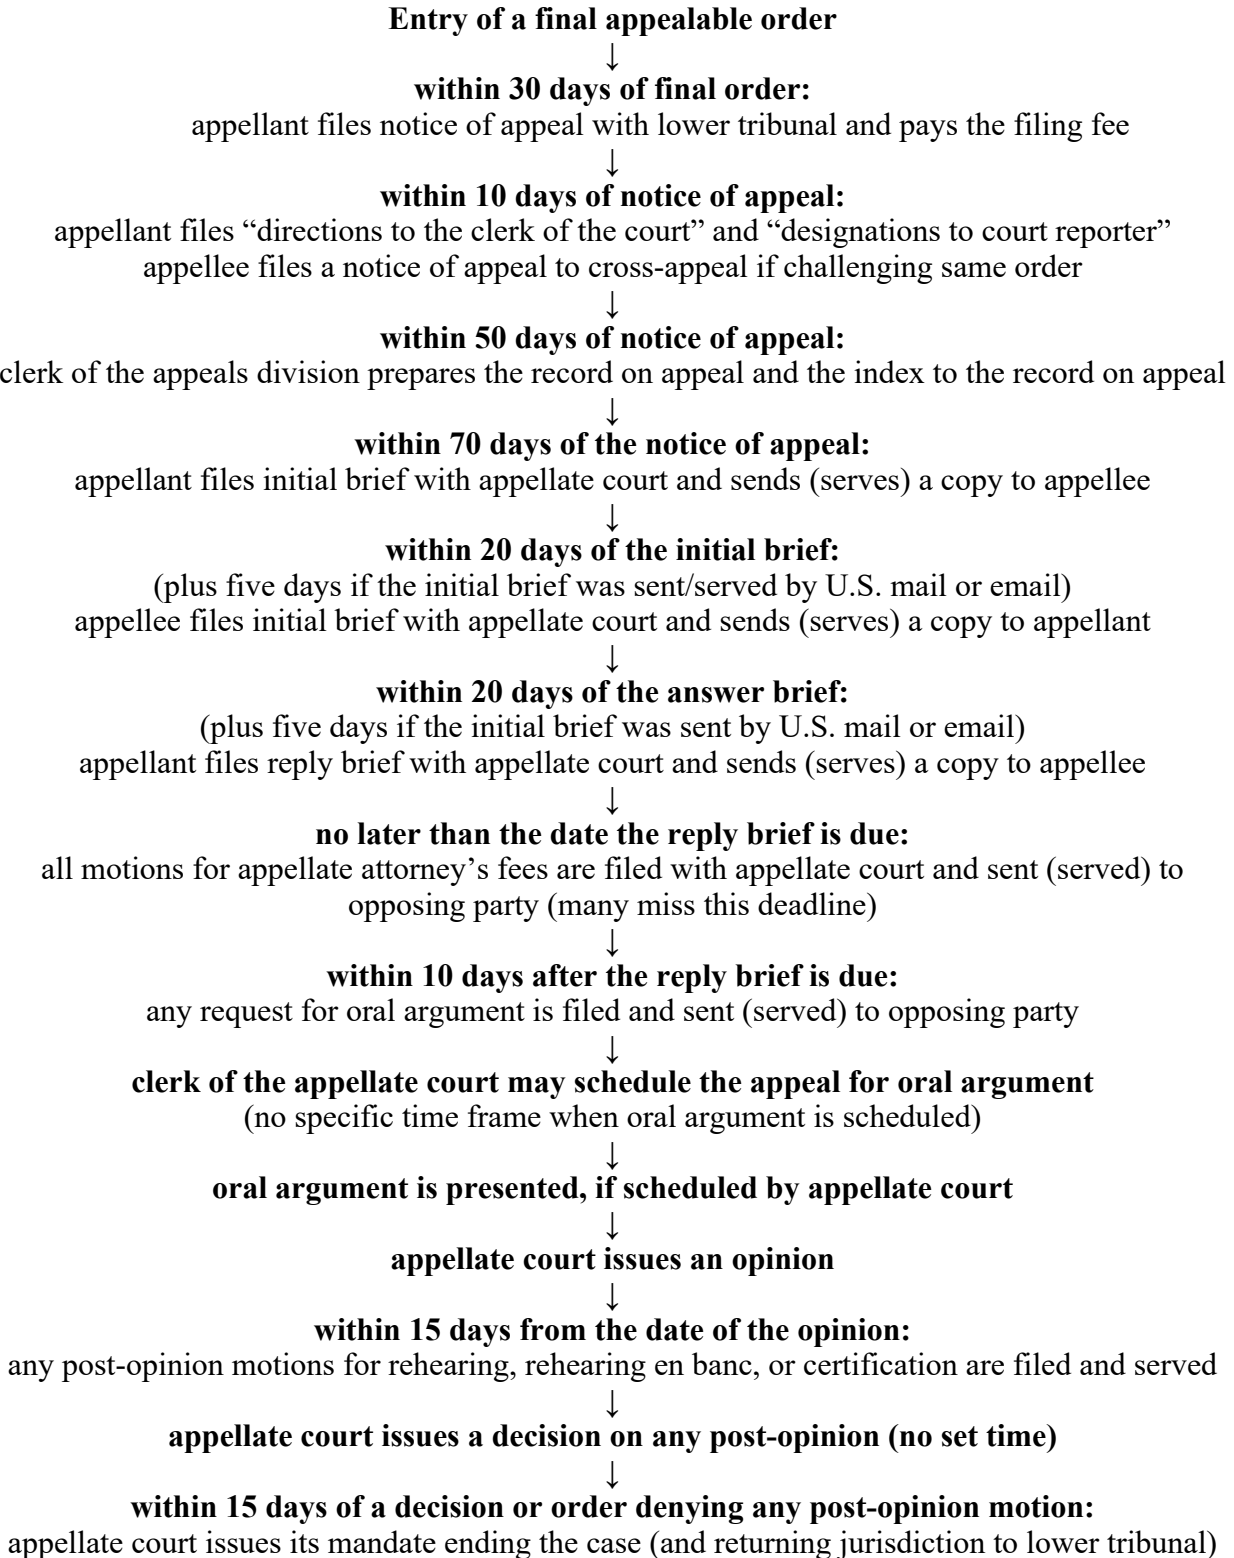 Entry of a final appealable order
↓
within 30 days of final order:
appellant files notice of appeal with lower tribunal and pays the filing fee
↓
within 10 days of notice of appeal:
appellant files “directions to the clerk of the court” and “designations to court reporter”
appellee files a notice of appeal to cross-appeal if challenging same order
↓
within 50 days of notice of appeal:
clerk of the appeals division prepares the record on appeal and the index to the record on appeal
↓
within 70 days of the notice of appeal:
appellant files initial brief with appellate court and sends (serves) a copy to appellee
↓
within 20 days of the initial brief:
(plus five days if the initial brief was sent/served by U.S. mail or email)
appellee files initial brief with appellate court and sends (serves) a copy to appellant
↓
within 20 days of the answer brief:
(plus five days if the initial brief was sent by U.S. mail or email)
appellant files reply brief with appellate court and sends (serves) a copy to appellee
↓
no later than the date the reply brief is due:
all motions for appellate attorney’s fees are filed with appellate court and sent (served) to
opposing party (many miss this deadline)
↓
within 10 days after the reply brief is due:
any request for oral argument is filed and sent (served) to opposing party
↓
clerk of the appellate court may schedule the appeal for oral argument
(no specific time frame when oral argument is scheduled)
↓
oral argument is presented, if scheduled by appellate court
↓
appellate court issues an opinion
↓
within 15 days from the date of the opinion:
any post-opinion motions for rehearing, rehearing en banc, or certification are filed and served
↓
appellate court issues a decision on any post-opinion (no set time)
↓
within 15 days of a decision or order denying any post-opinion motion:
appellate court issues its mandate ending the case (and returning jurisdiction to lower tribunal)